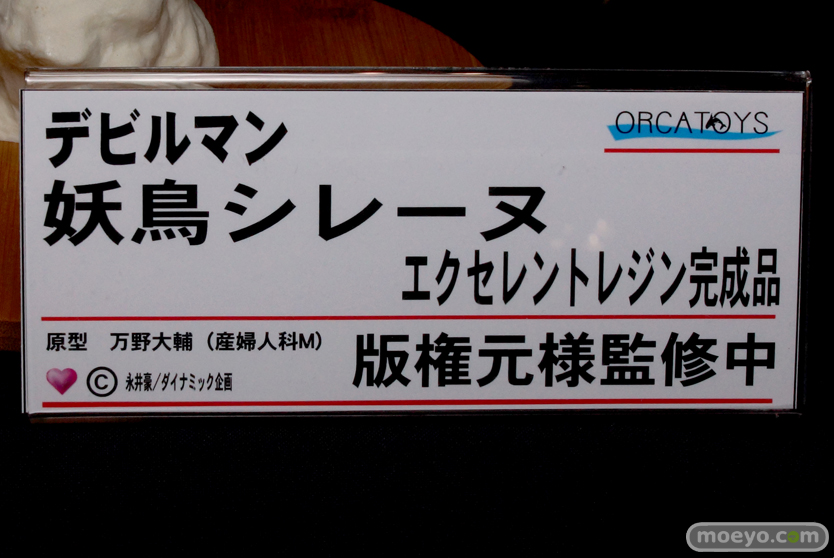 デビルマン
ORCATOYS
妖鳥シレーヌ
エクセレントレジン完成品
原型　万野大輔（産婦人科M）
版権元様監修中
© 永井豪／ダイナミック企画
moeyo.com